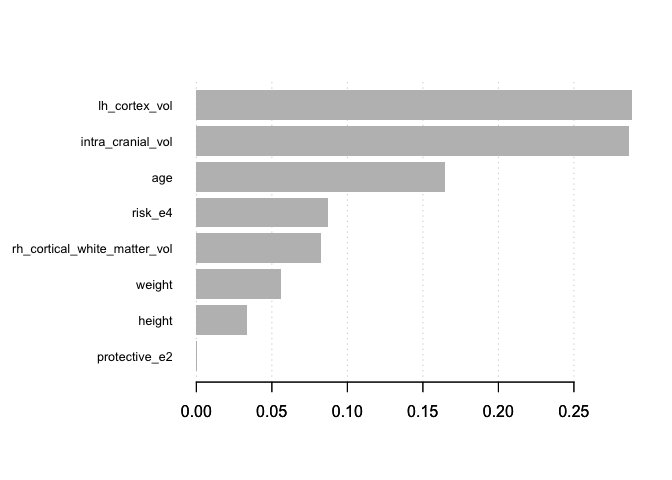 lh_cortex_vol
intra_cranial_vol
age
risk_e4
rh_cortical_white_matter_vol
weight
height
protective_e2
0.00 0.05 0.10 0.15 0.20 0.25